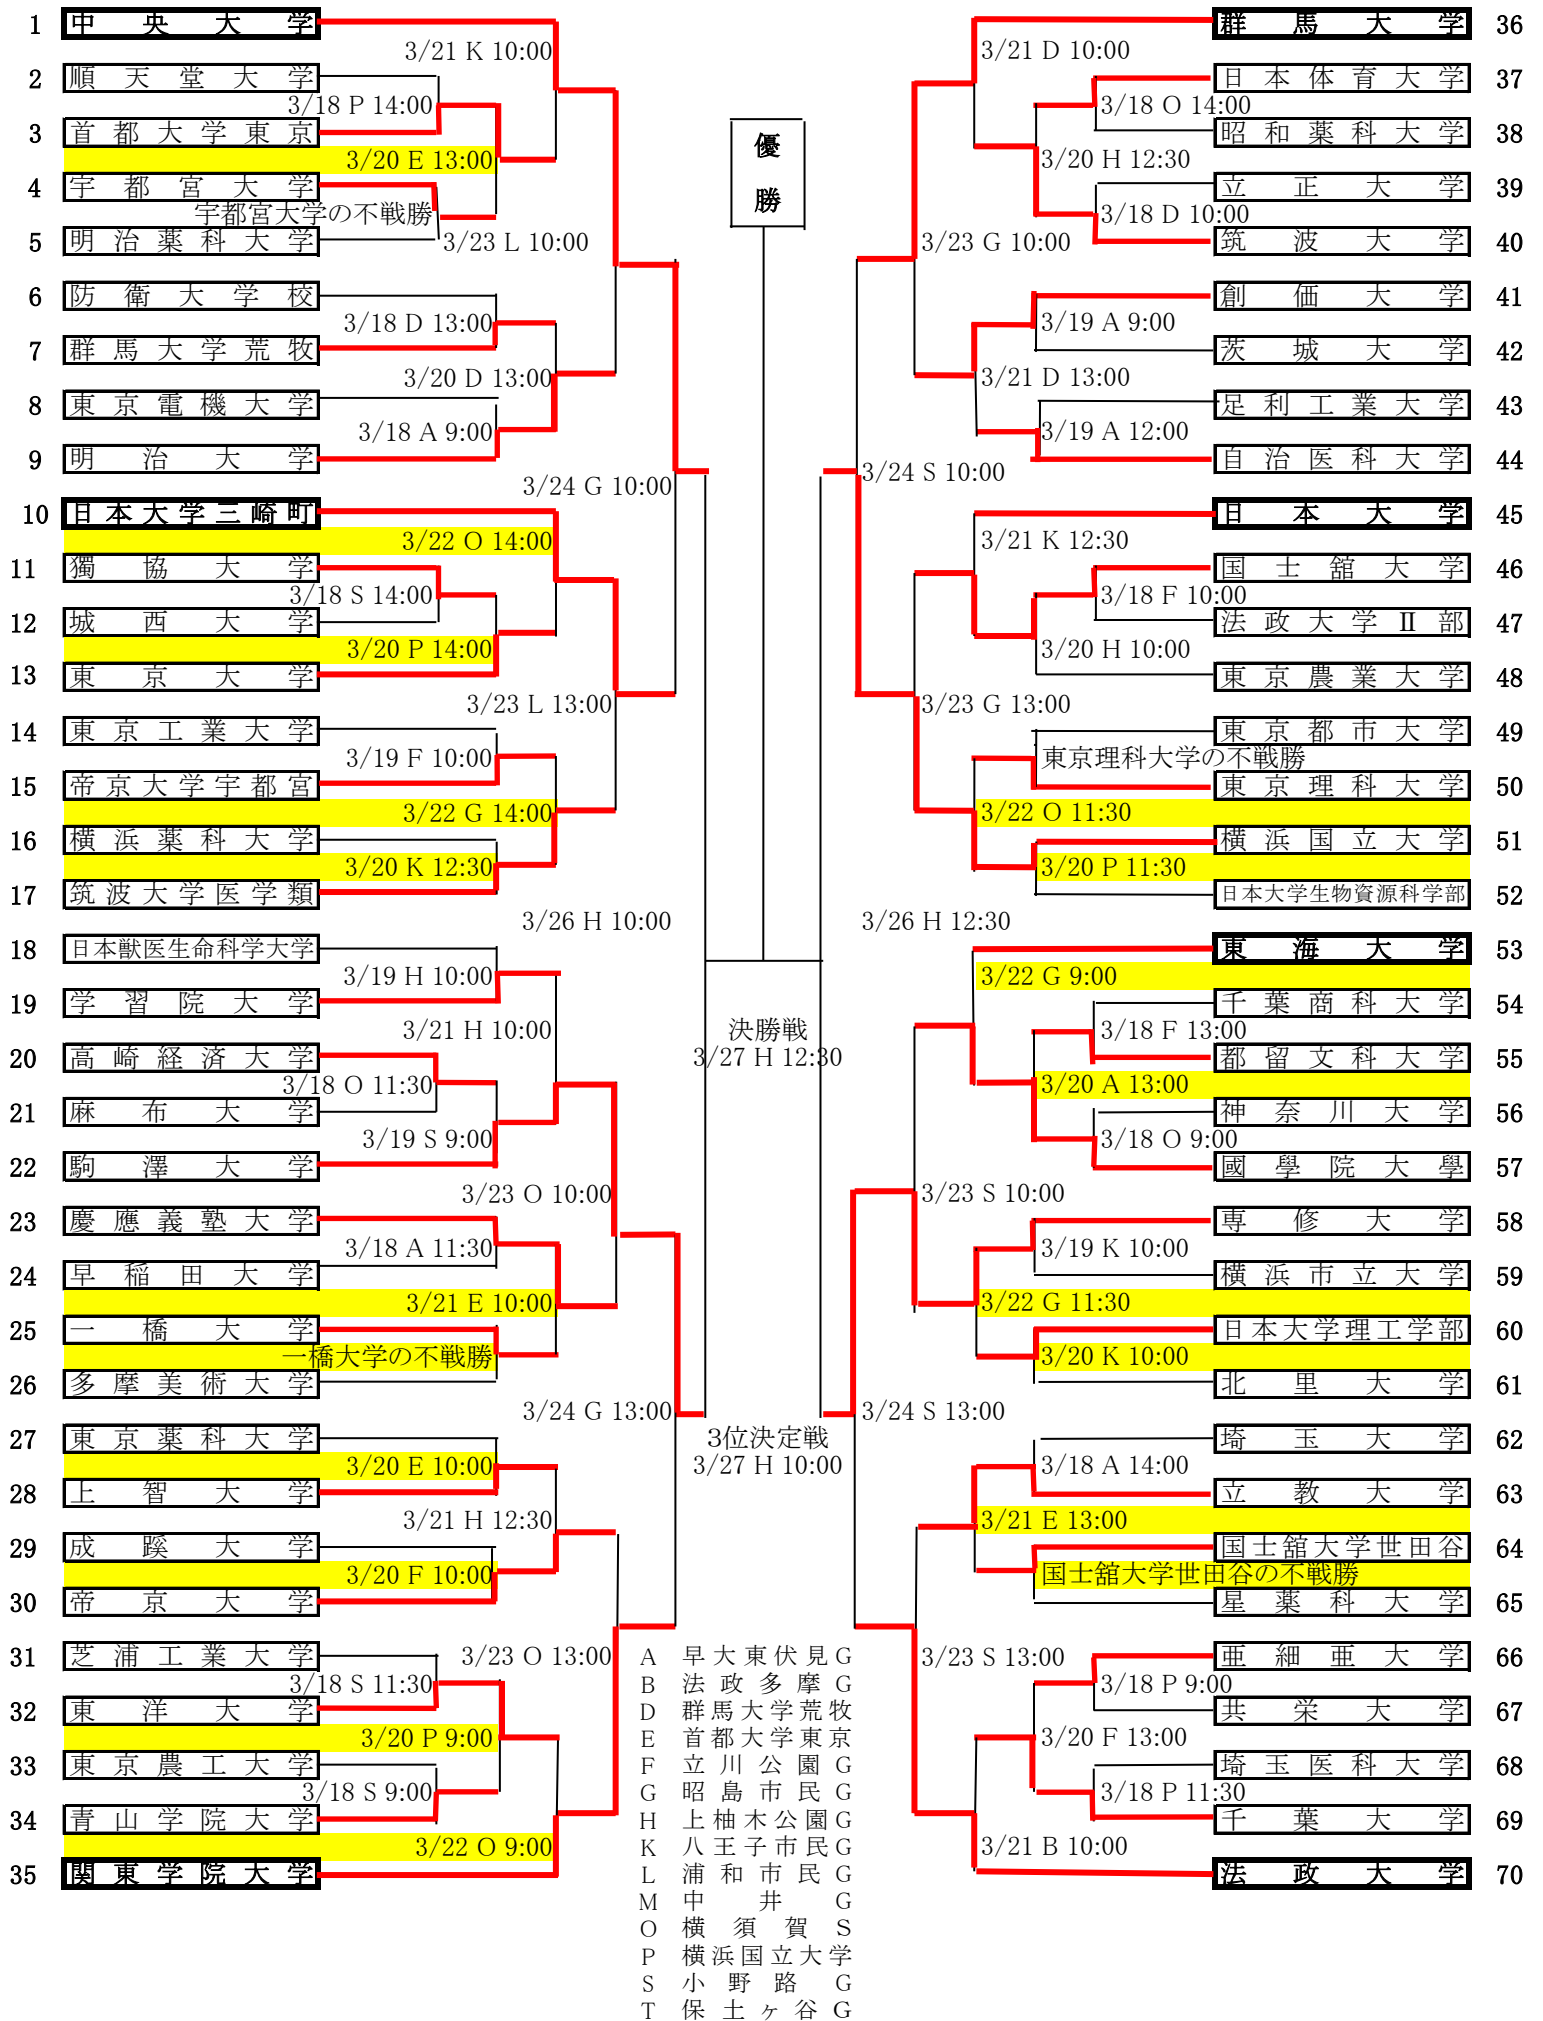 1 中央大学
3/21 K 10:00
2 順天堂大学
3/18 P 14:00
3 首都大学東京
3/20 E 13:00
4 宇都宮大学
宇都宮大学の不戦勝
5 明治薬科大学
3/23 L 10:00
6 防衛大学校
3/18 D 13:00
7 群馬大学荒牧
3/20 D 13:00
8 東京電機大学
3/18 A 9:00
9 明治大学
3/24 G 10:00
10 日本大学三崎町
3/22 O 14:00
11 獨協大学
3/18 S 14:00
12 城西大学
3/20 P 14:00
13 東京大学
3/23 L 13:00
14 東京工業大学
3/19 F 10:00
15 帝京大学宇都宮
3/22 G 14:00
16 横浜薬科大学
3/20 K 12:30
17 筑波大学医学類
3/26 H 10:00
18 日本獣医生命科学大学
3/19 H 10:00
19 学習院大学
3/21 H 10:00
20 高崎経済大学
3/18 O 11:30
21 麻布大学
3/19 S 9:00
22 駒澤大学
3/23 O 10:00
23 慶應義塾大学
3/18 A 11:30
24 早稲田大学
3/21 E 10:00
25 一橋大学
一橋大学の不戦勝
26 多摩美術大学
3/24 G 13:00
27 東京薬科大学
3/20 E 10:00
28 上智大学
3/21 H 12:30
29 成蹊大学
3/20 F 10:00
30 帝京大学
31 芝浦工業大学
3/23 O 13:00
3/18 S 11:30
32 東洋大学
3/20 P 9:00
33 東京農工大学
3/18 S 9:00
34 青山学院大学
3/22 O 9:00
35 関東学院大学
優
勝
決勝戦
3/27 H 12:30
3位決定戦
3/27 H 10:00
A 早大東伏見G
B 法政多摩G
D 群馬大学荒牧
E 首都大学東京
F 立川公園G
G 昭島市民G
H 上柚木公園G
K 八王子市民G
L 浦和市民G
M 中井G
O 横須賀S
P 横浜国立大学
S 小野路G
T 保土ヶ谷G
群馬大学 36
3/21 D 10:00
日本体育大学 37
3/18 O 14:00
昭和薬科大学 38
3/20 H 12:30
立正大学 39
3/18 D 10:00
筑波大学 40
3/23 G 10:00
創価大学 41
3/19 A 9:00
茨城大学 42
3/21 D 13:00
足利工業大学 43
3/19 A 12:00
自治医科大学 44
3/24 S 10:00
日本大学 45
3/21 K 12:30
国士舘大学 46
3/18 F 10:00
法政大学Ⅱ部 47
3/20 H 10:00
東京農業大学 48
3/23 G 13:00
東京都市大学 49
東京理科大学の不戦勝
東京理科大学 50
3/22 O 11:30
横浜国立大学 51
3/20 P 11:30
日本大学生物資源科学部 52
3/26 H 12:30
東海大学 53
3/22 G 9:00
千葉商科大学 54
3/18 F 13:00
都留文科大学 55
3/20 A 13:00
神奈川大学 56
3/18 O 9:00
國學院大學 57
3/23 S 10:00
専修大学 58
3/19 K 10:00
横浜市立大学 59
3/22 G 11:30
日本大学理工学部 60
3/20 K 10:00
北里大学 61
3/24 S 13:00
埼玉大学 62
3/18 A 14:00
立教大学 63
3/21 E 13:00
国士舘大学世田谷 64
国士舘大学世田谷の不戦勝
星薬科大学 65
亜細亜大学 66
3/23 S 13:00
3/18 P 9:00
共栄大学 67
3/20 F 13:00
埼玉医科大学 68
3/18 P 11:30
千葉大学 69
3/21 B 10:00
法政大学 70